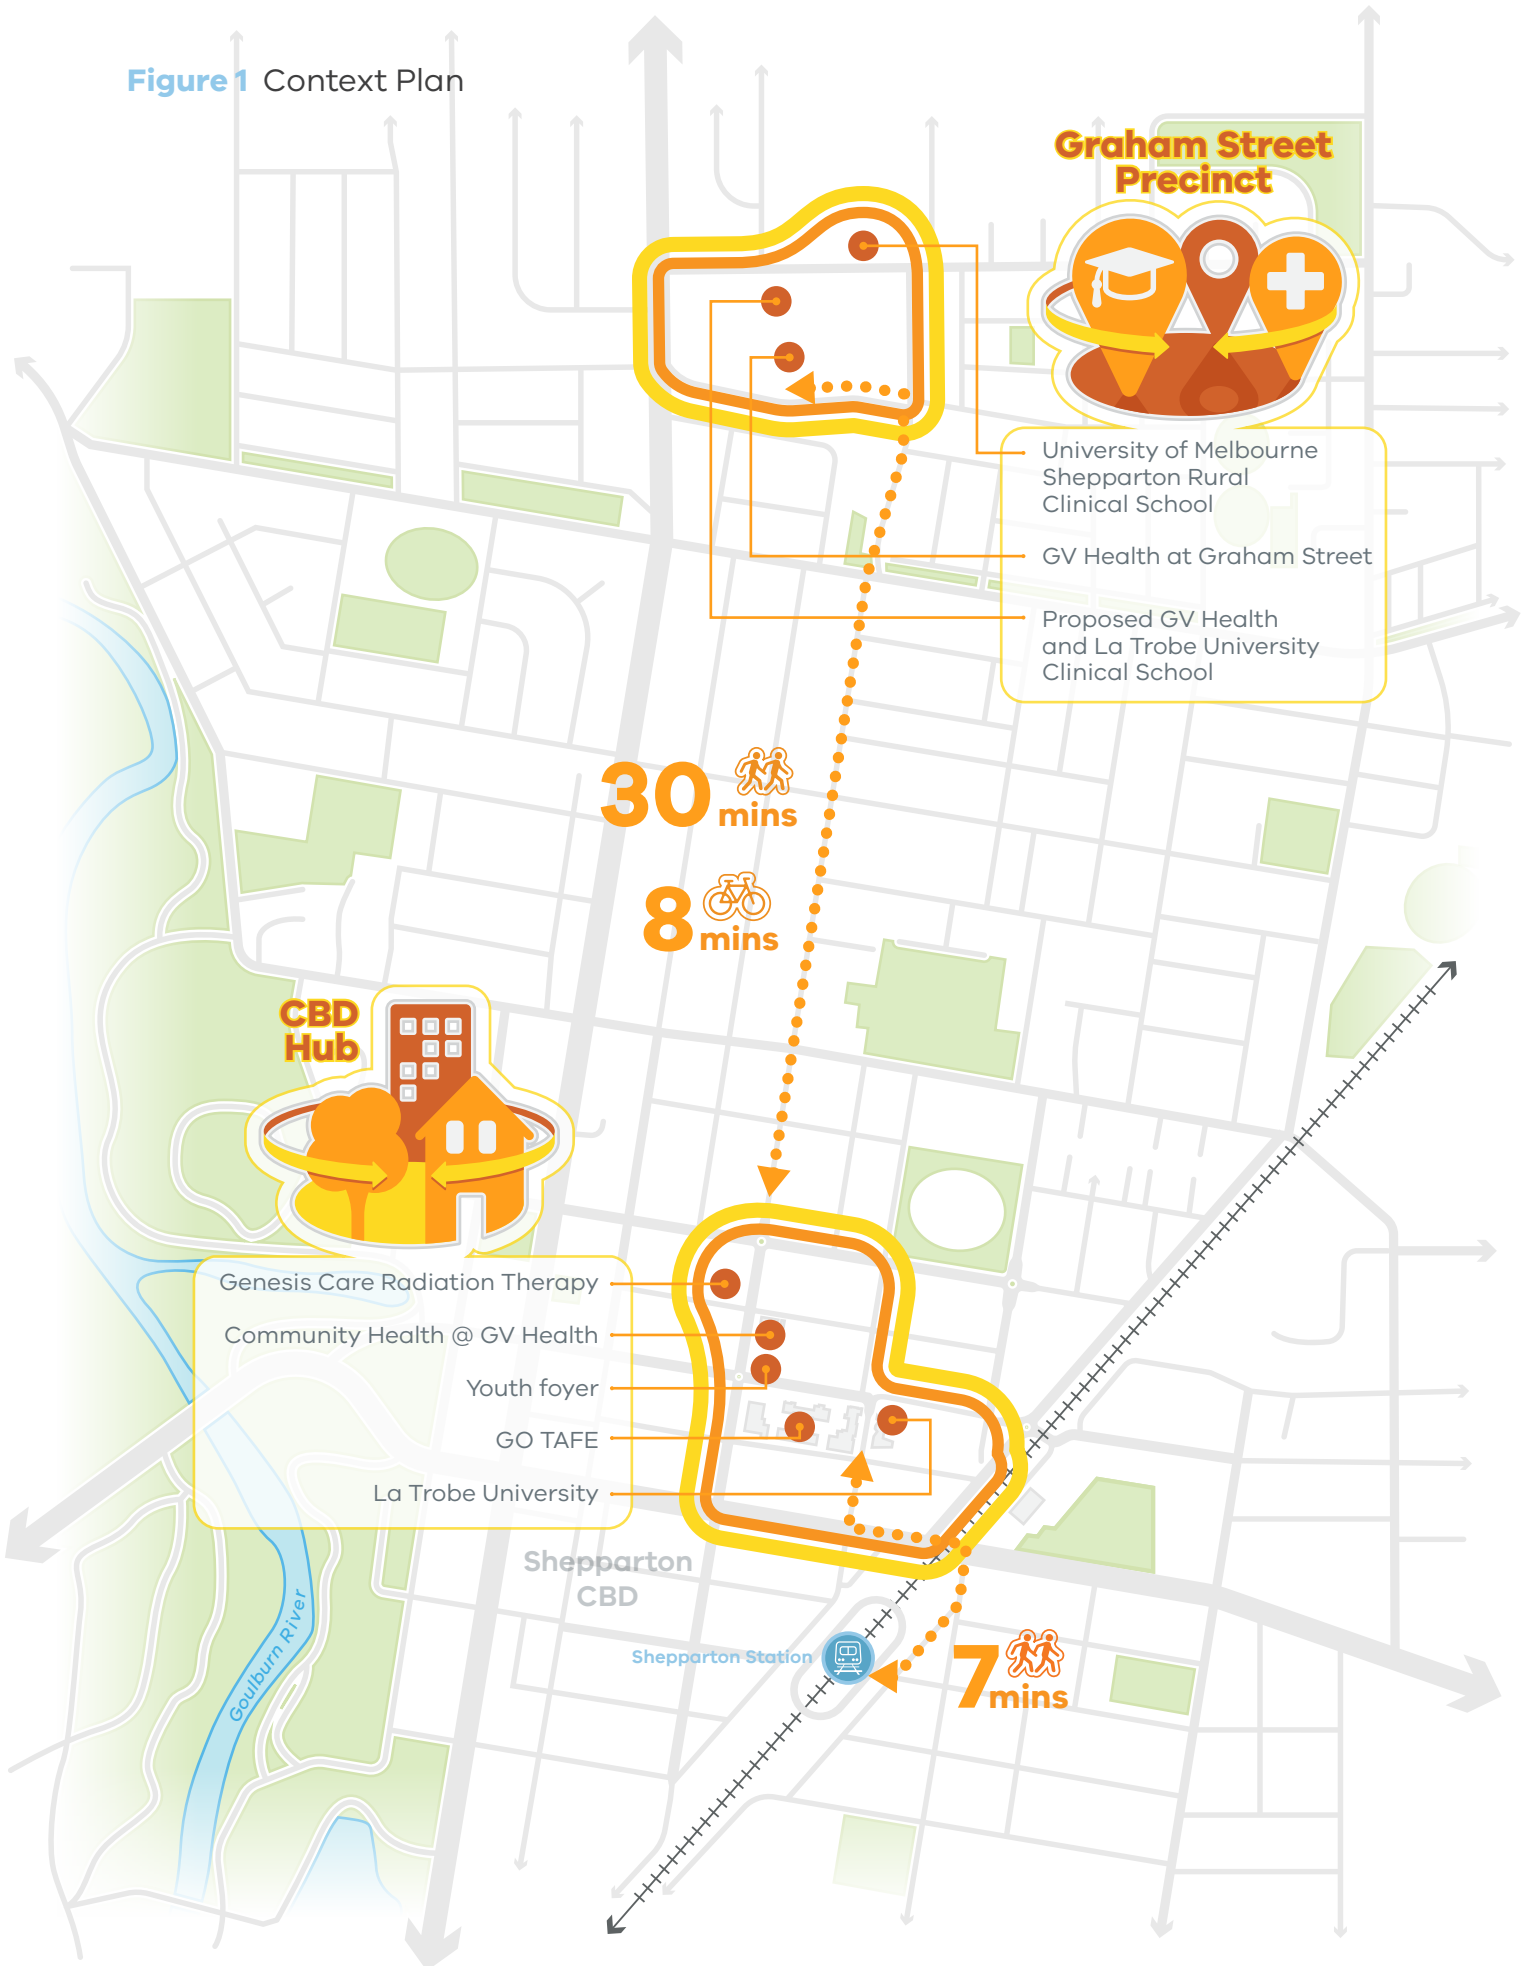 Figure 1 Context Plan
Graham Street
Precinct
University of Melbourne
Shepparton Rural
Clinical School
GV Health at Graham Street
Proposed GV Health
and La Trobe University
Clinical School
30 mins
8 mins
CBD
Hub
Genesis Care Radiation Therapy
Community Health @ GV Health
Youth foyer
GO TAFE
La Trobe University
Shepparton
CBD
Shepparton Station
7 mins
Goulburn River